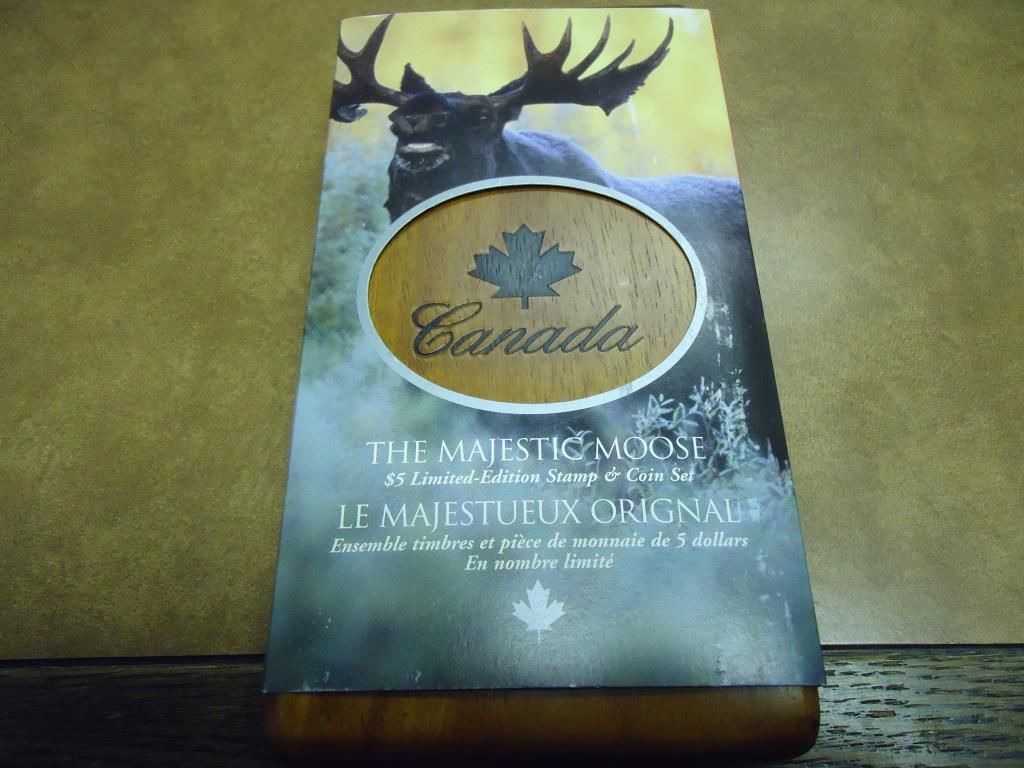 Canada
THE MAJESTIC MOOSE
$5 Limited-Edition Stamp & Coin Set
LE MAJESTUEUX ORIGNAL
Ensemble timbres et pièce de monnaie de 5 dollars
En nombre limité